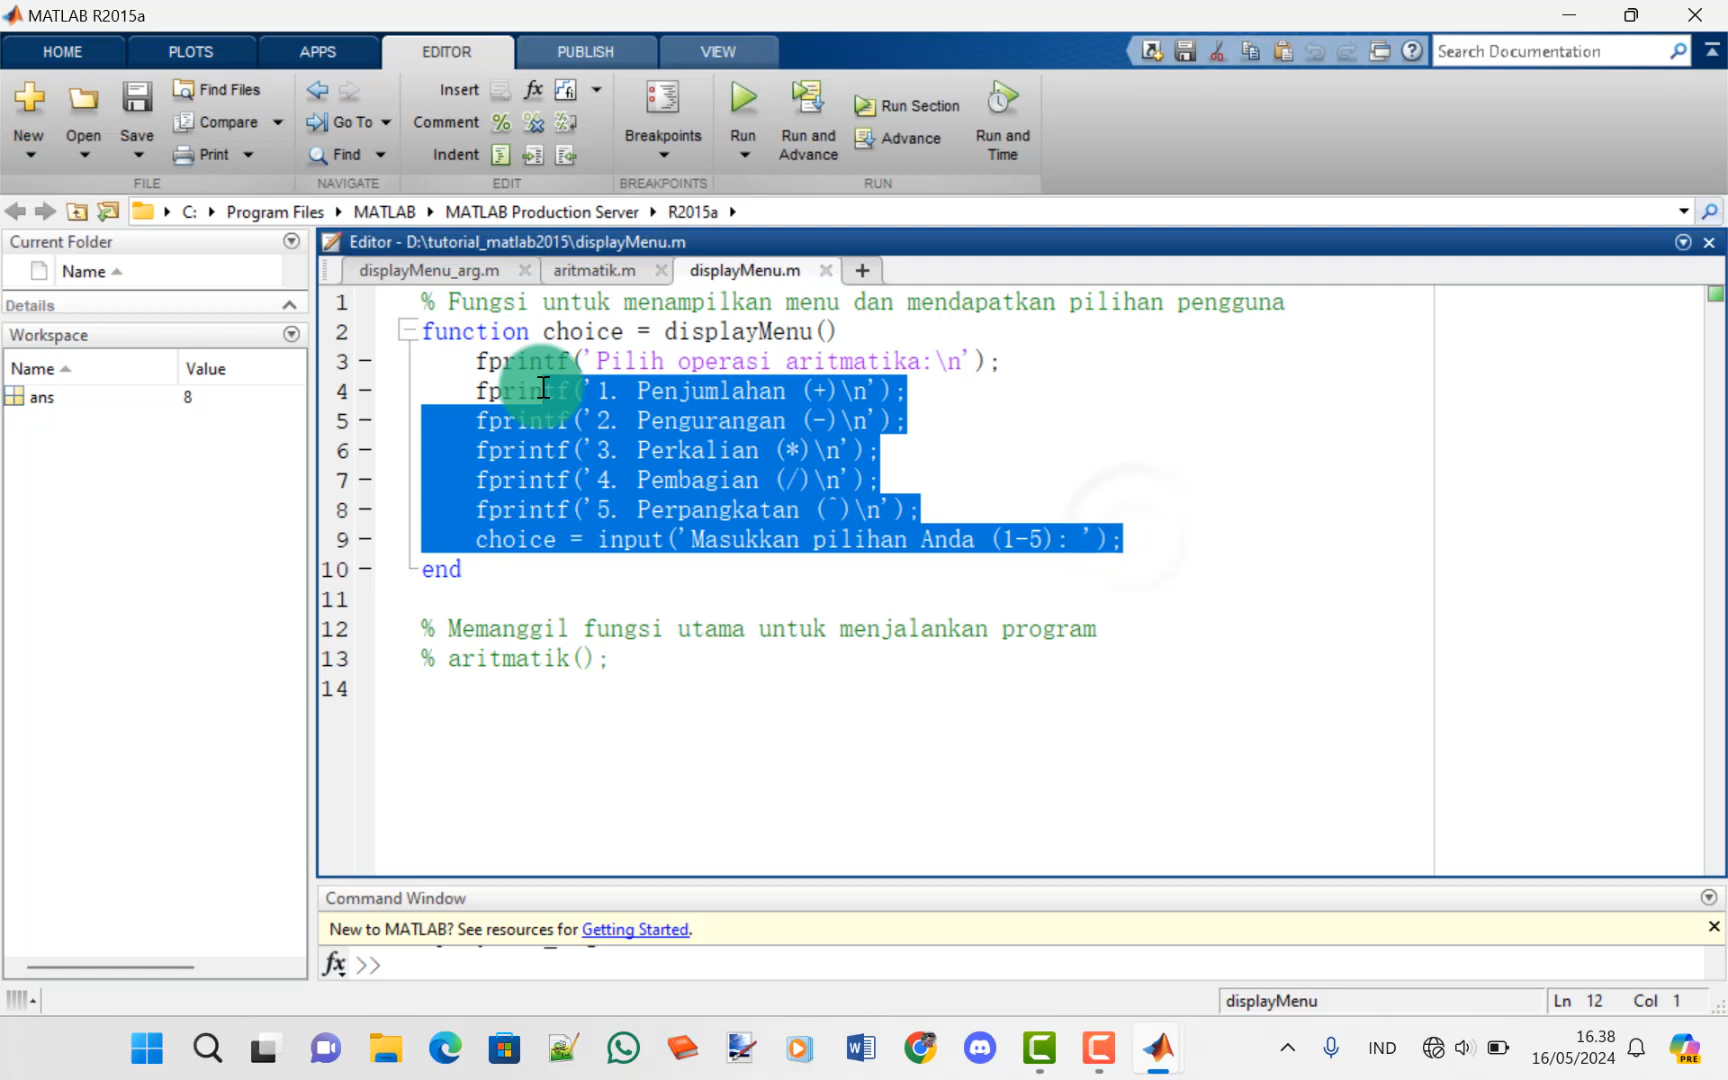 MATLAB R2015a
HOME PLOTS APPS EDITOR PUBLISH VIEW Search Documentation
New Open Save Find Files Compare Print
FILE
Go To Find
NAVIGATE
Insert fx
Comment
Indent
EDIT
Breakpoints
BREAKPOINTS
Run Run and Advance Run Section Advance Run and Time
RUN
C: Program Files MATLAB MATLAB Production Server R2015a
Current Folder
Name
Details
Workspace
Name Value
ans 8
Editor - D:\tutorial_matlab2015\displayMenu.m
displayMenu_arg.m aritmatik.m displayMenu.m +
1 % Fungsi untuk menampilkan menu dan mendapatkan pilihan pengguna
2 function choice = displayMenu()
3 - fprintf('Pilih operasi aritmatika:\n');
4 - fprintf('1. Penjumlahan (+)\n');
5 - fprintf('2. Pengurangan (-)\n');
6 - fprintf('3. Perkalian (*)\n');
7 - fprintf('4. Pembagian (/)\n');
8 - fprintf('5. Perpangkatan (^)\n');
9 - choice = input('Masukkan pilihan Anda (1-5): ');
10 - end
11
12 % Memanggil fungsi utama untuk menjalankan program
13 % aritmatik();
14
Command Window
New to MATLAB? See resources for Getting Started.
fx >>
displayMenu Ln 12 Col 1
IND 16.38
16/05/2024
PRE